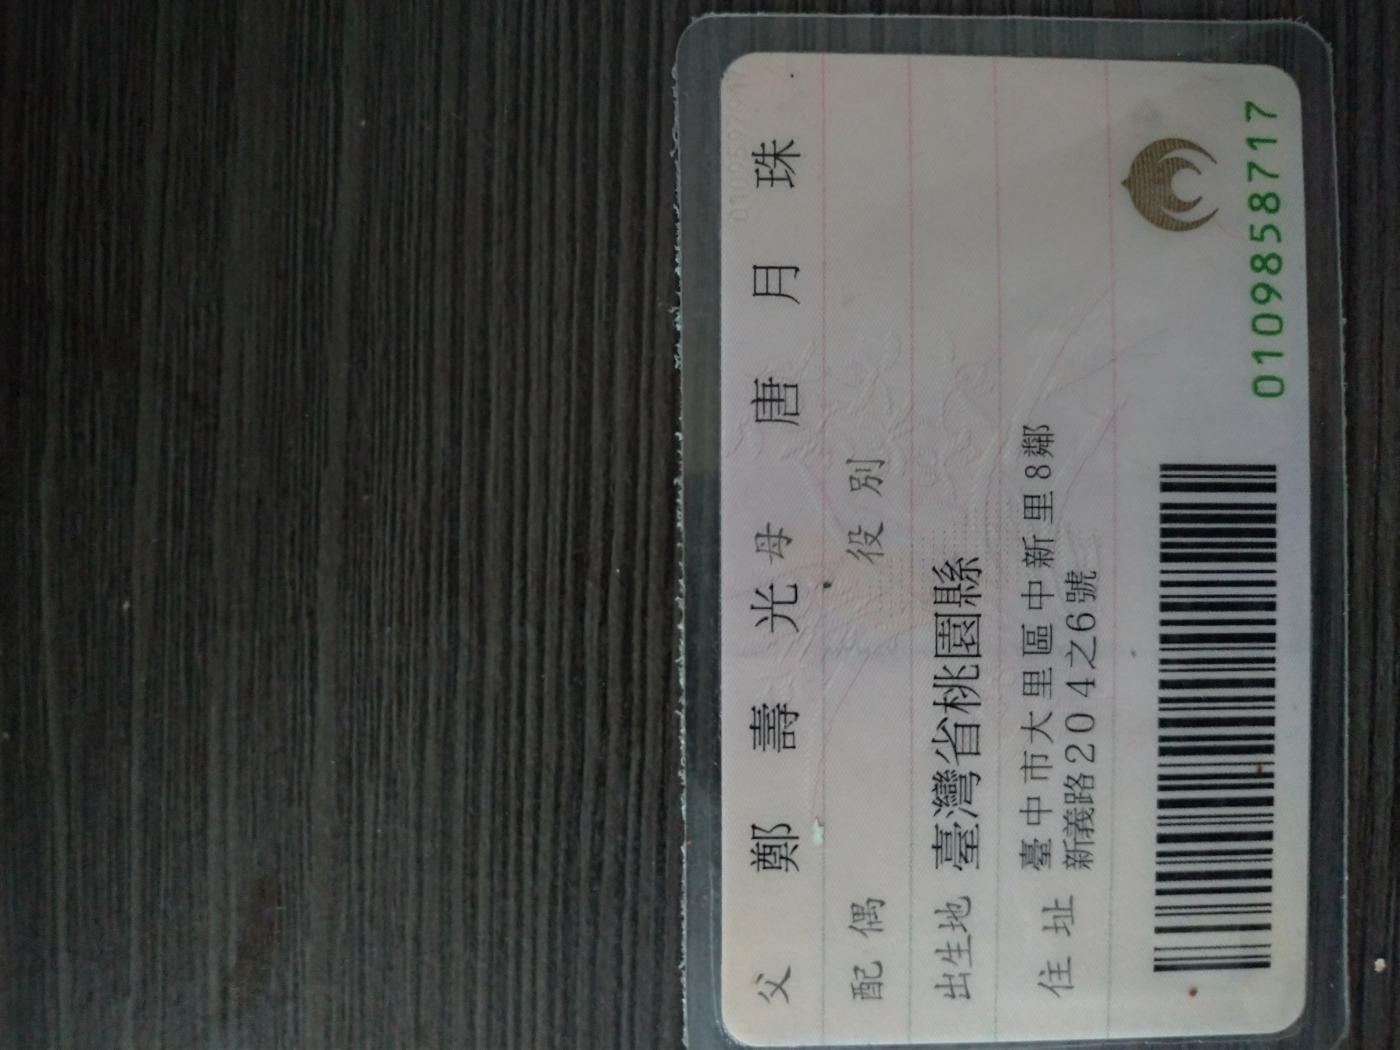 父 鄭壽光 母 唐月珠
配偶 役別
出生地 臺灣省桃園縣
住址 臺中市大里區中新里8鄰
新義路204之6號
0109858717